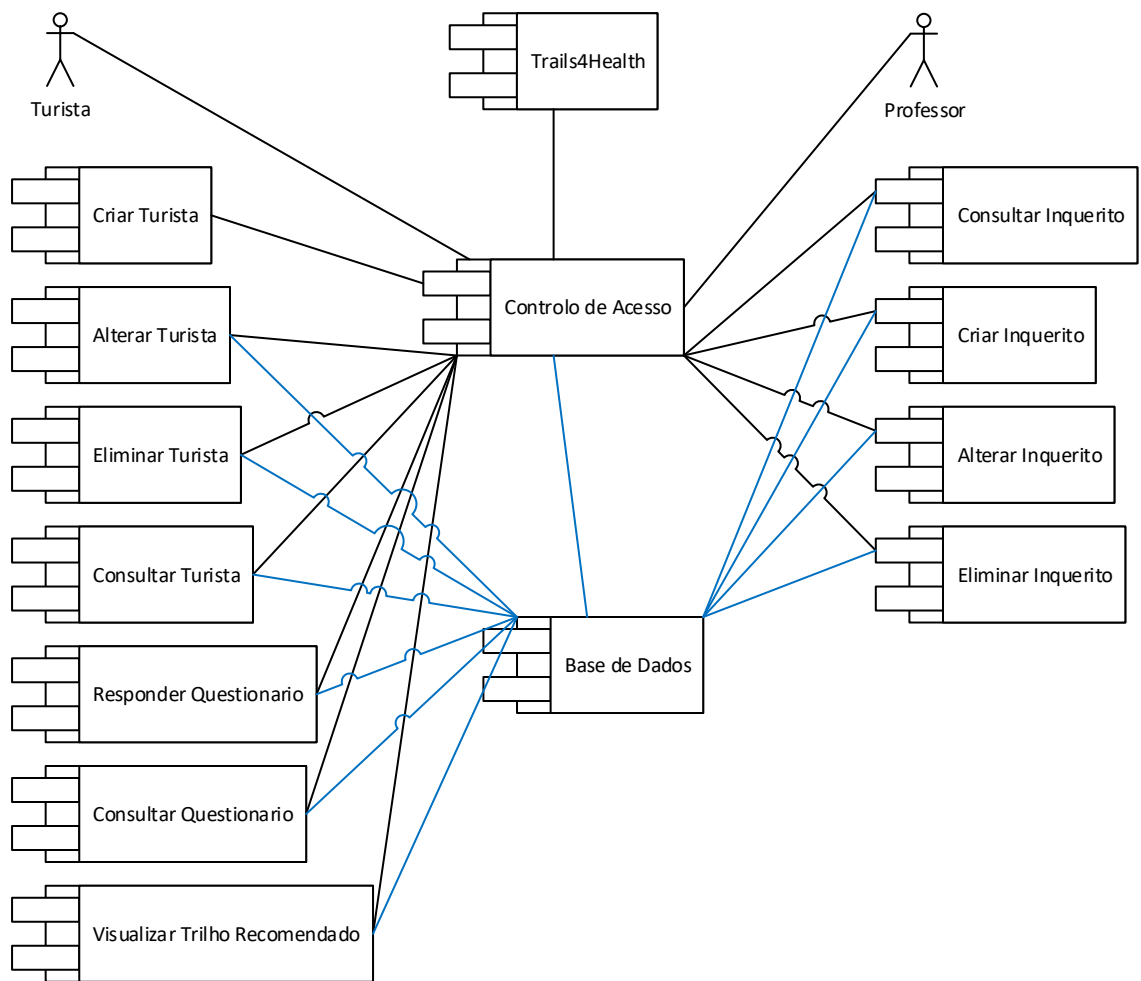 Trails4Health
Turista
Professor
Criar Turista
Consultar Inquerito
Controlo de Acesso
Alterar Turista
Criar Inquerito
Eliminar Turista
Alterar Inquerito
Consultar Turista
Eliminar Inquerito
Base de Dados
Responder Questionario
Consultar Questionario
Visualizar Trilho Recomendado